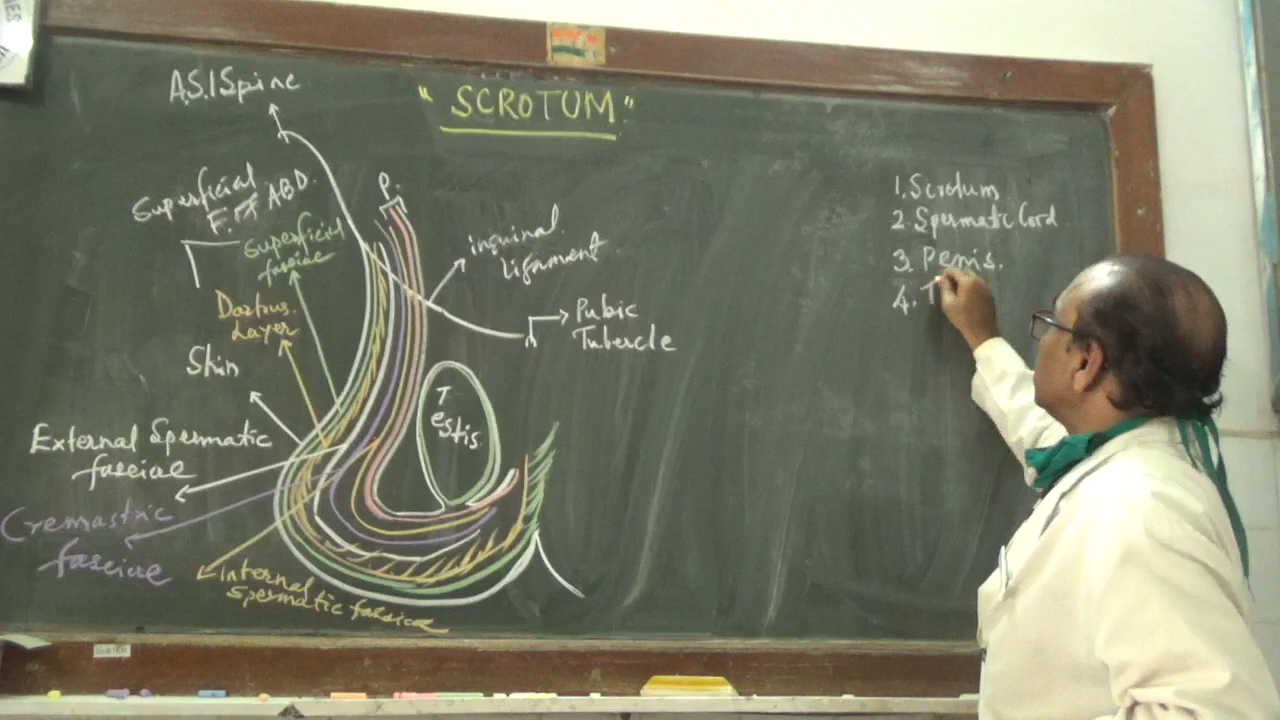 "SCROTUM"
A.S.I Spine
Superficial
F. of ABD.
Superficial
fasciae
P.
inguinal
ligament
Dartus
Layer
Pubic
Tubercle
Skin
Testis
External Spermatic
fasciae
Cremastric
fasciae
Internal
Spermatic fasciae
1. Scrotum
2. Spermatic Cord
3. Penis.
4. T